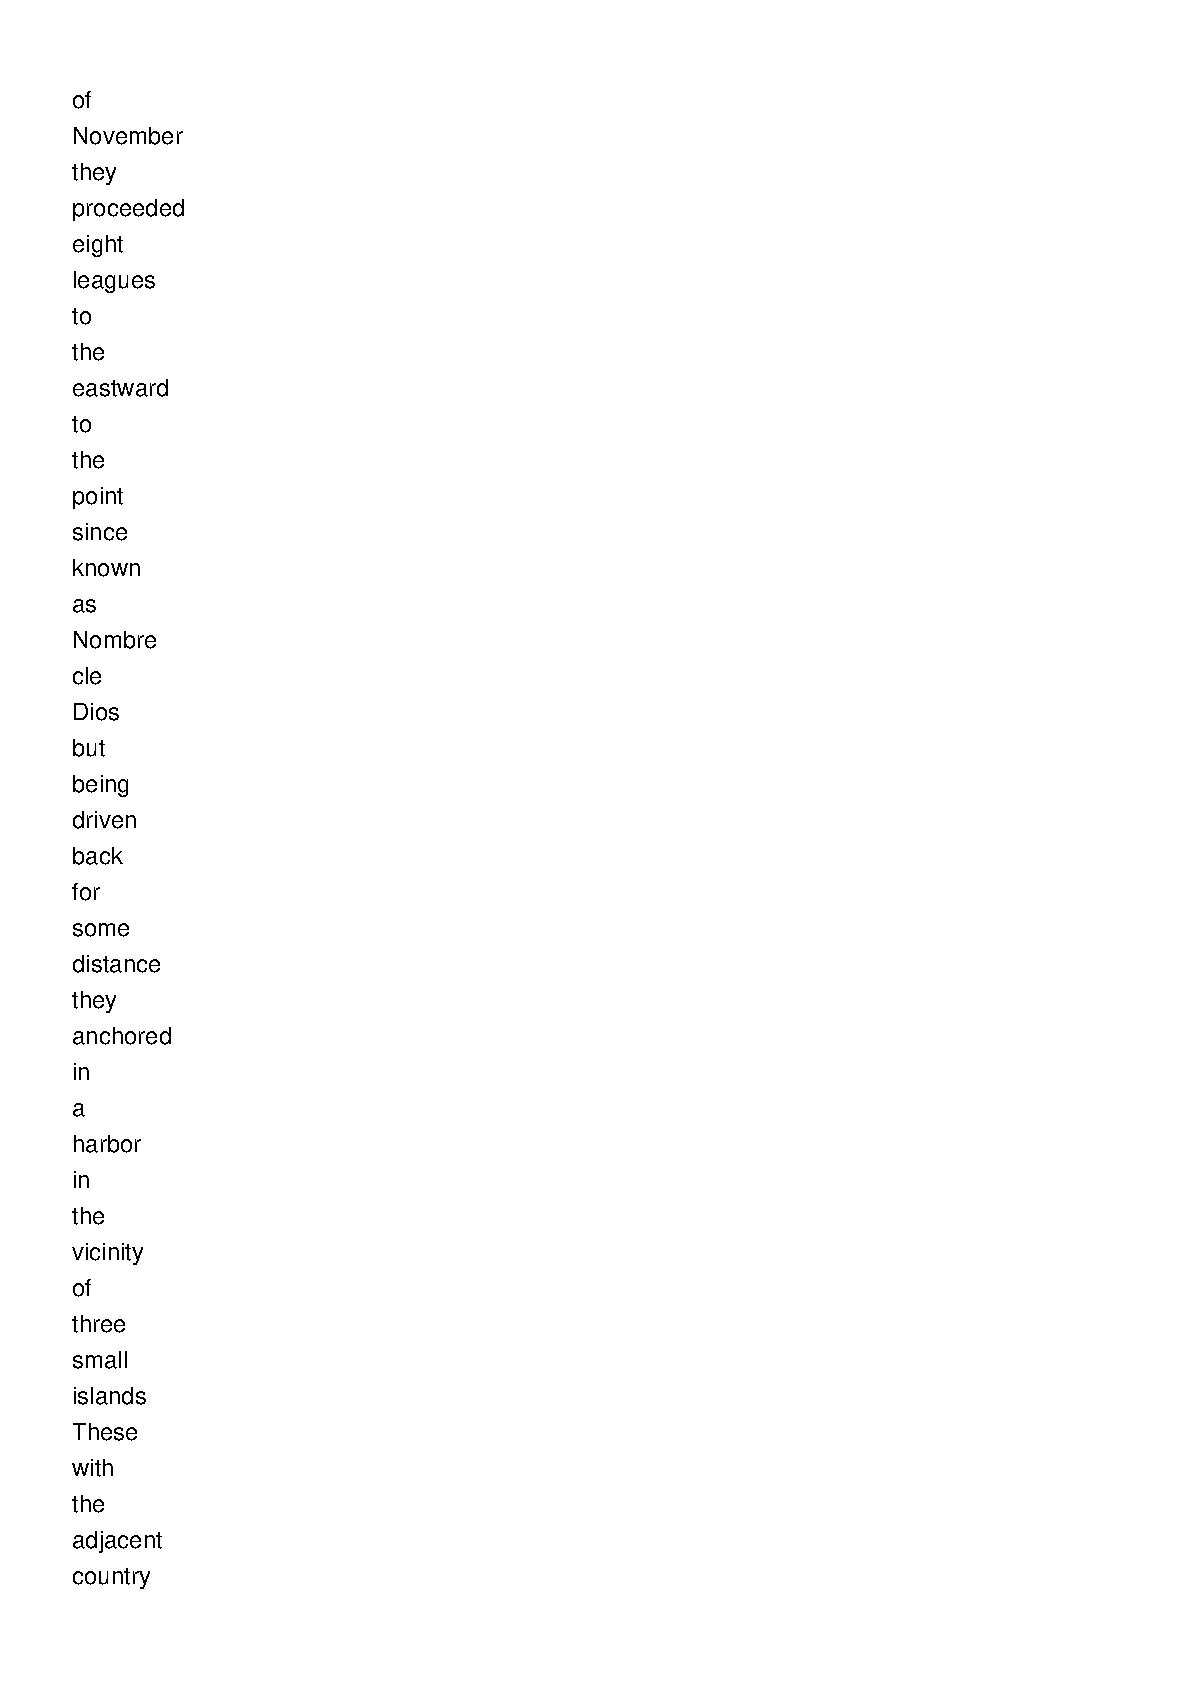 of
November
they
proceeded
eight
leagues
to
the
eastward
to
the
point
since
known
as
Nombre
cle
Dios
but
being
driven
back
for
some
distance
they
anchored
in
a
harbor
in
the
vicinity
of
three
small
islands
These
with
the
adjacent
country